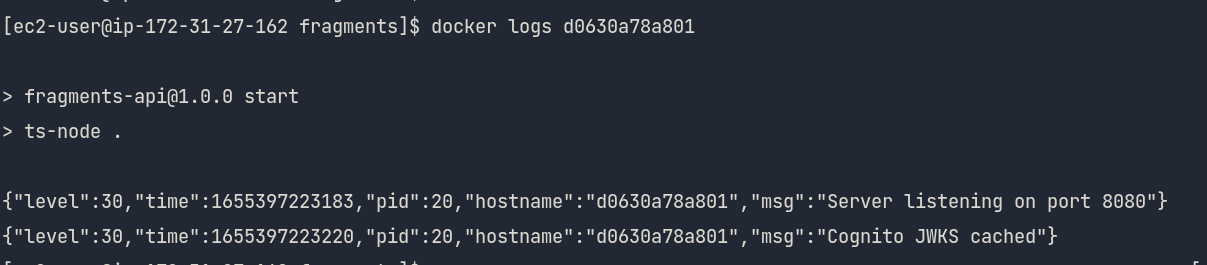 [ec2-user@ip-172-31-27-162 fragments]$ docker logs d0630a78a801
> fragments-api@1.0.0 start
> ts-node .
{"level":30,"time":1655397223183,"pid":20,"hostname":"d0630a78a801","msg":"Server listening on port 8080"}
{"level":30,"time":1655397223220,"pid":20,"hostname":"d0630a78a801","msg":"Cognito JWKS cached"}